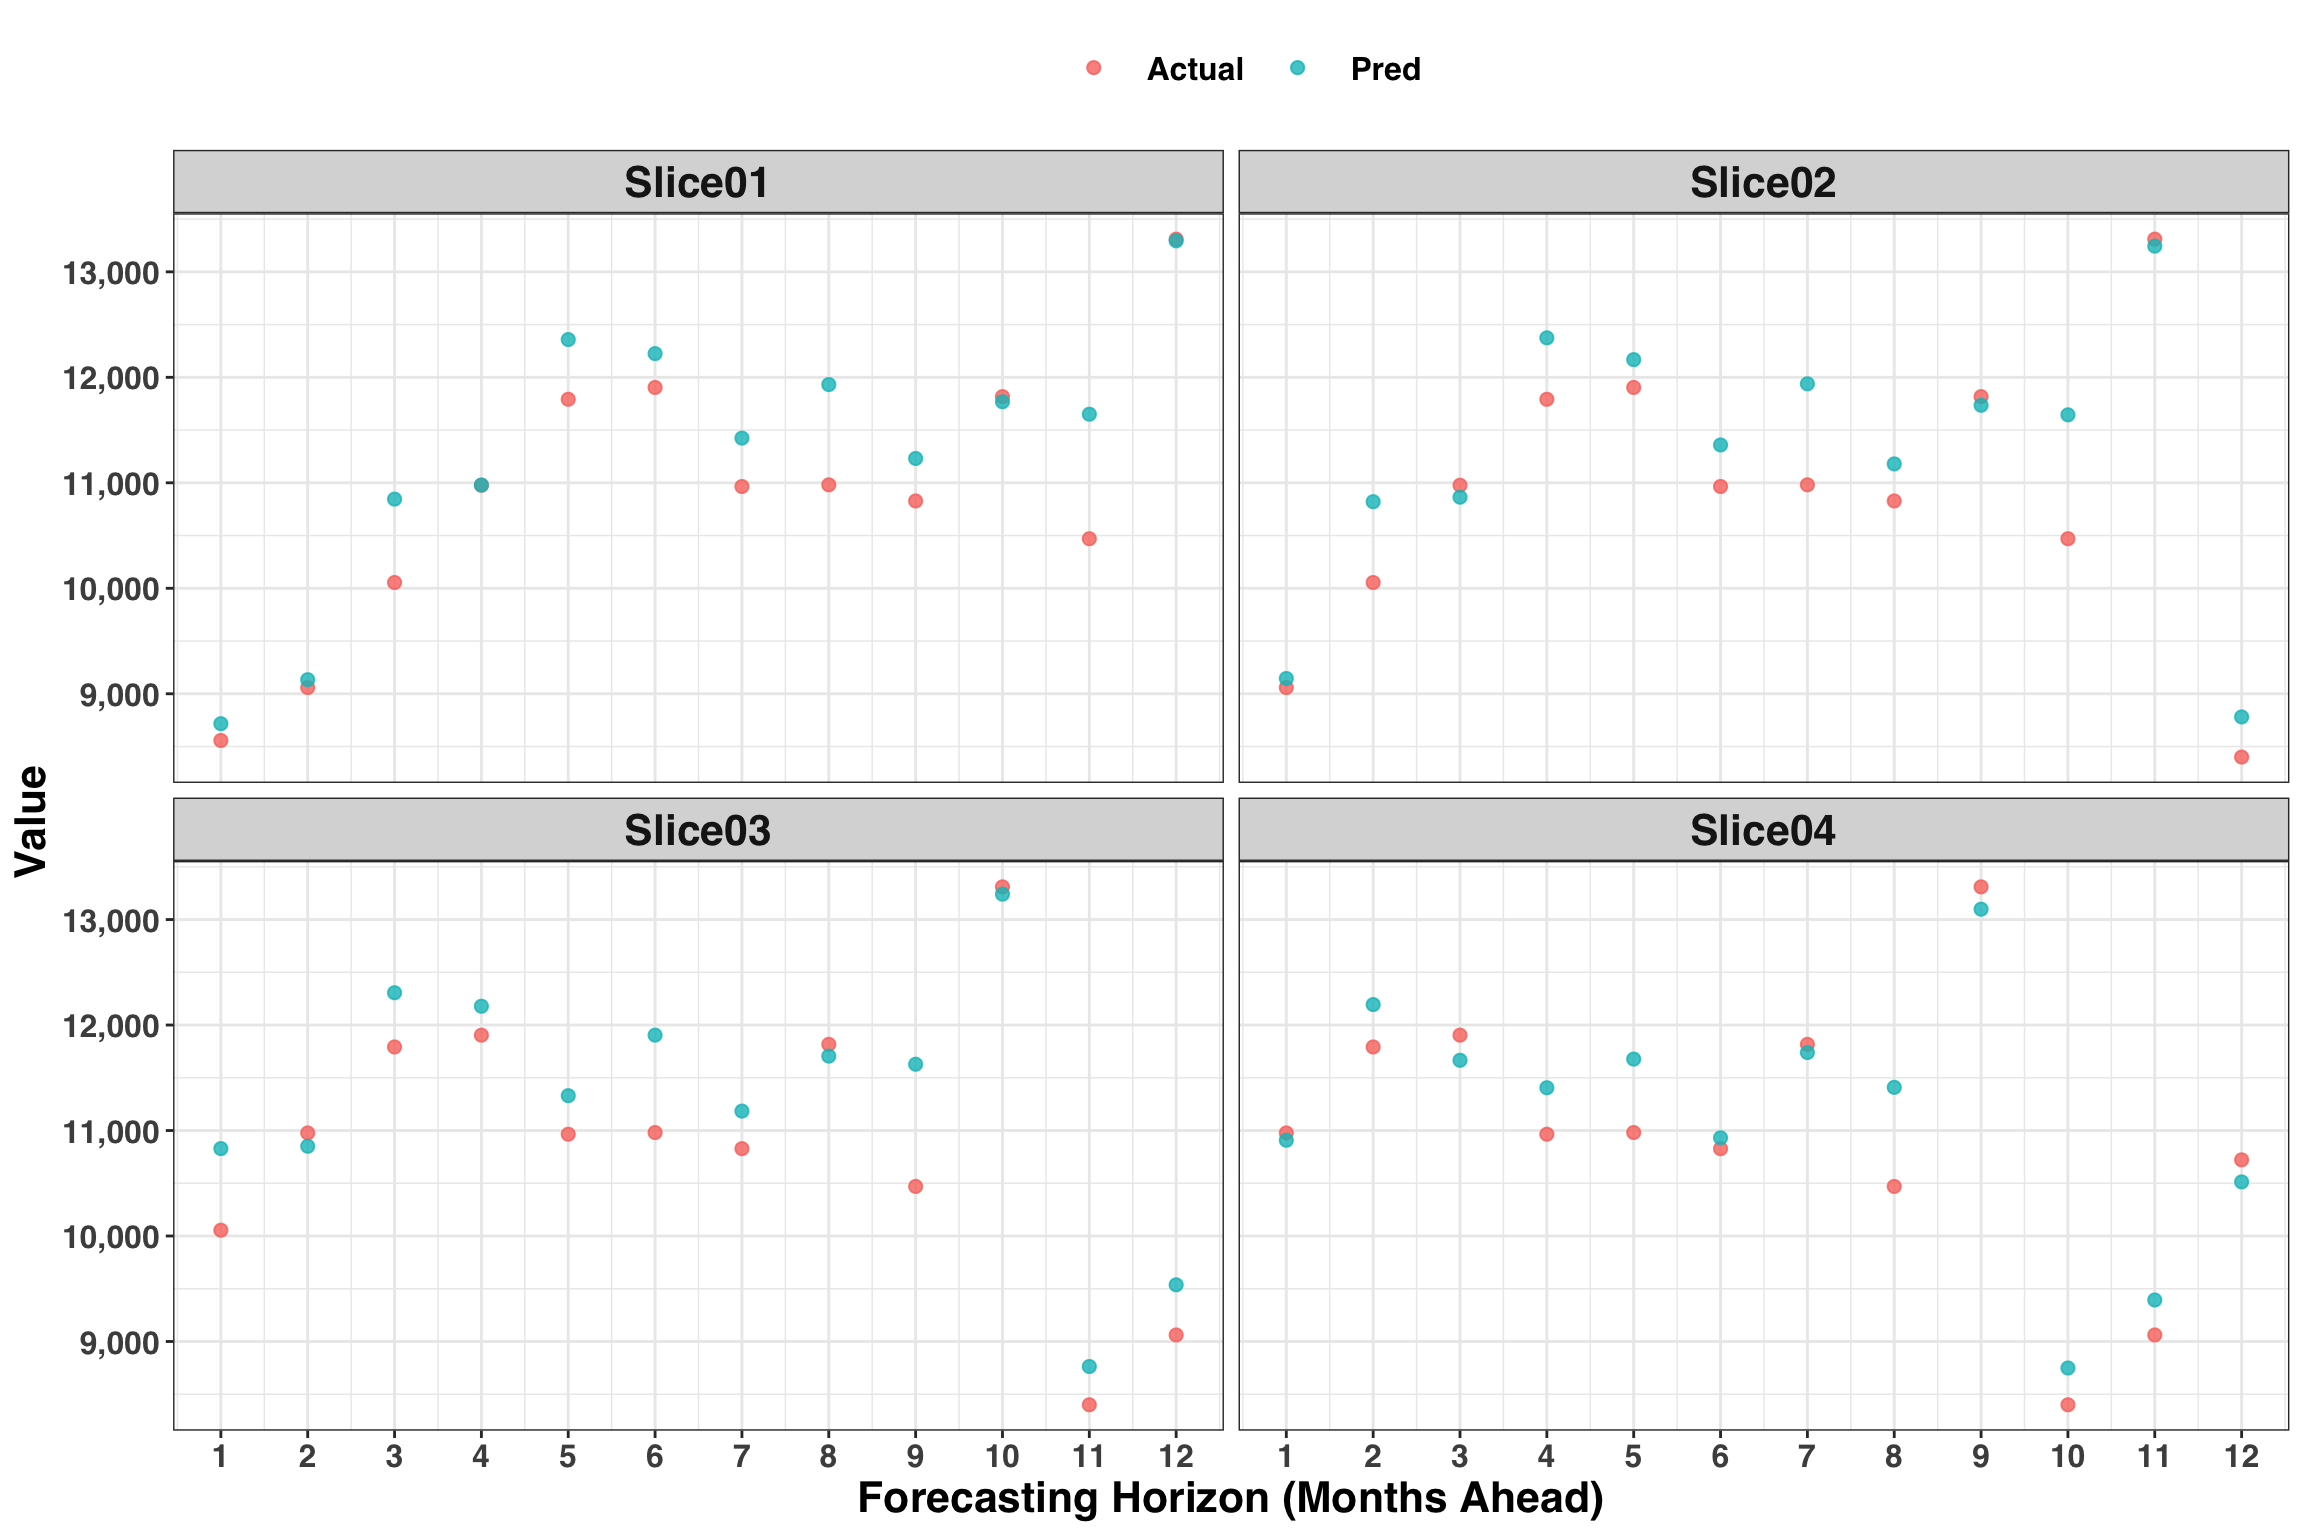 Actual Pred
Slice01 Slice02
13,000
12,000
11,000
10,000
9,000
Value
Slice03 Slice04
13,000
12,000
11,000
10,000
9,000
1 2 3 4 5 6 7 8 9 10 11 12 1 2 3 4 5 6 7 8 9 10 11 12
Forecasting Horizon (Months Ahead)